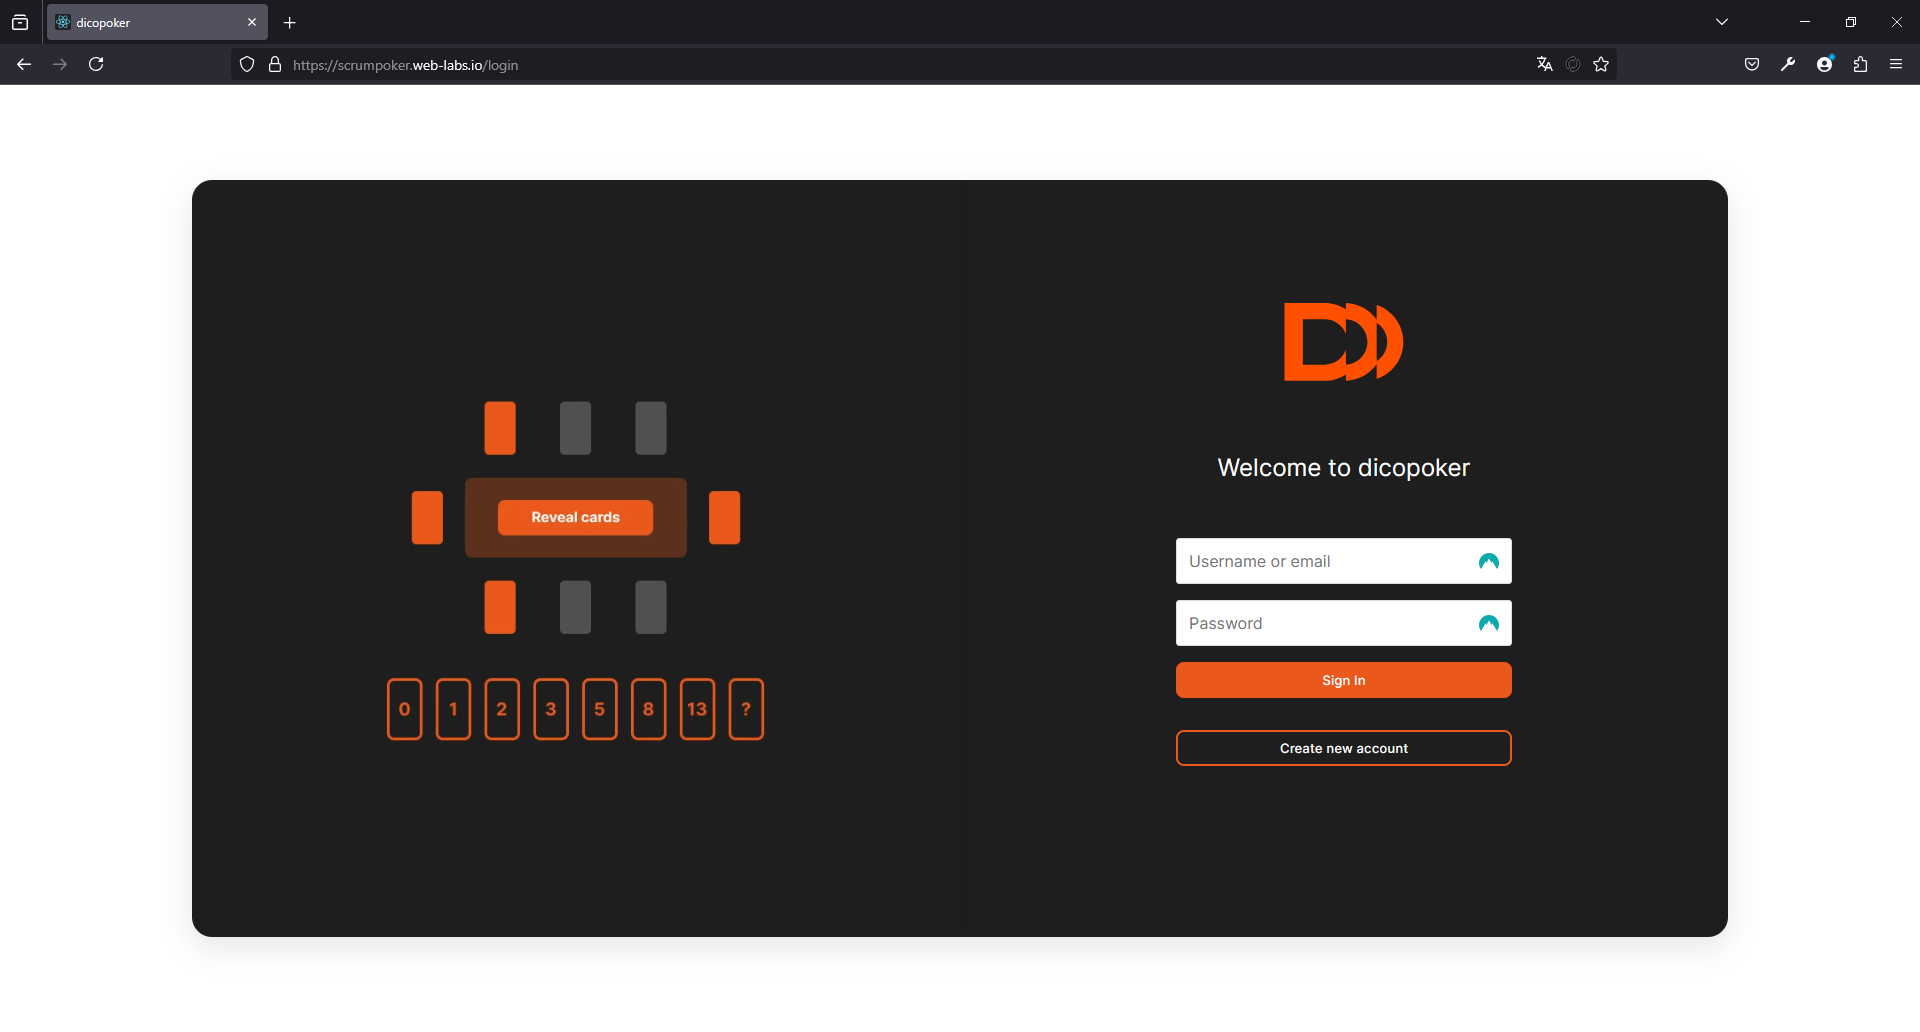 dicopoker
https://scrumpoker.web-labs.io/login
Welcome to dicopoker
Reveal cards
Username or email
Password
Sign In
0 1 2 3 5 8 13 ?
Create new account